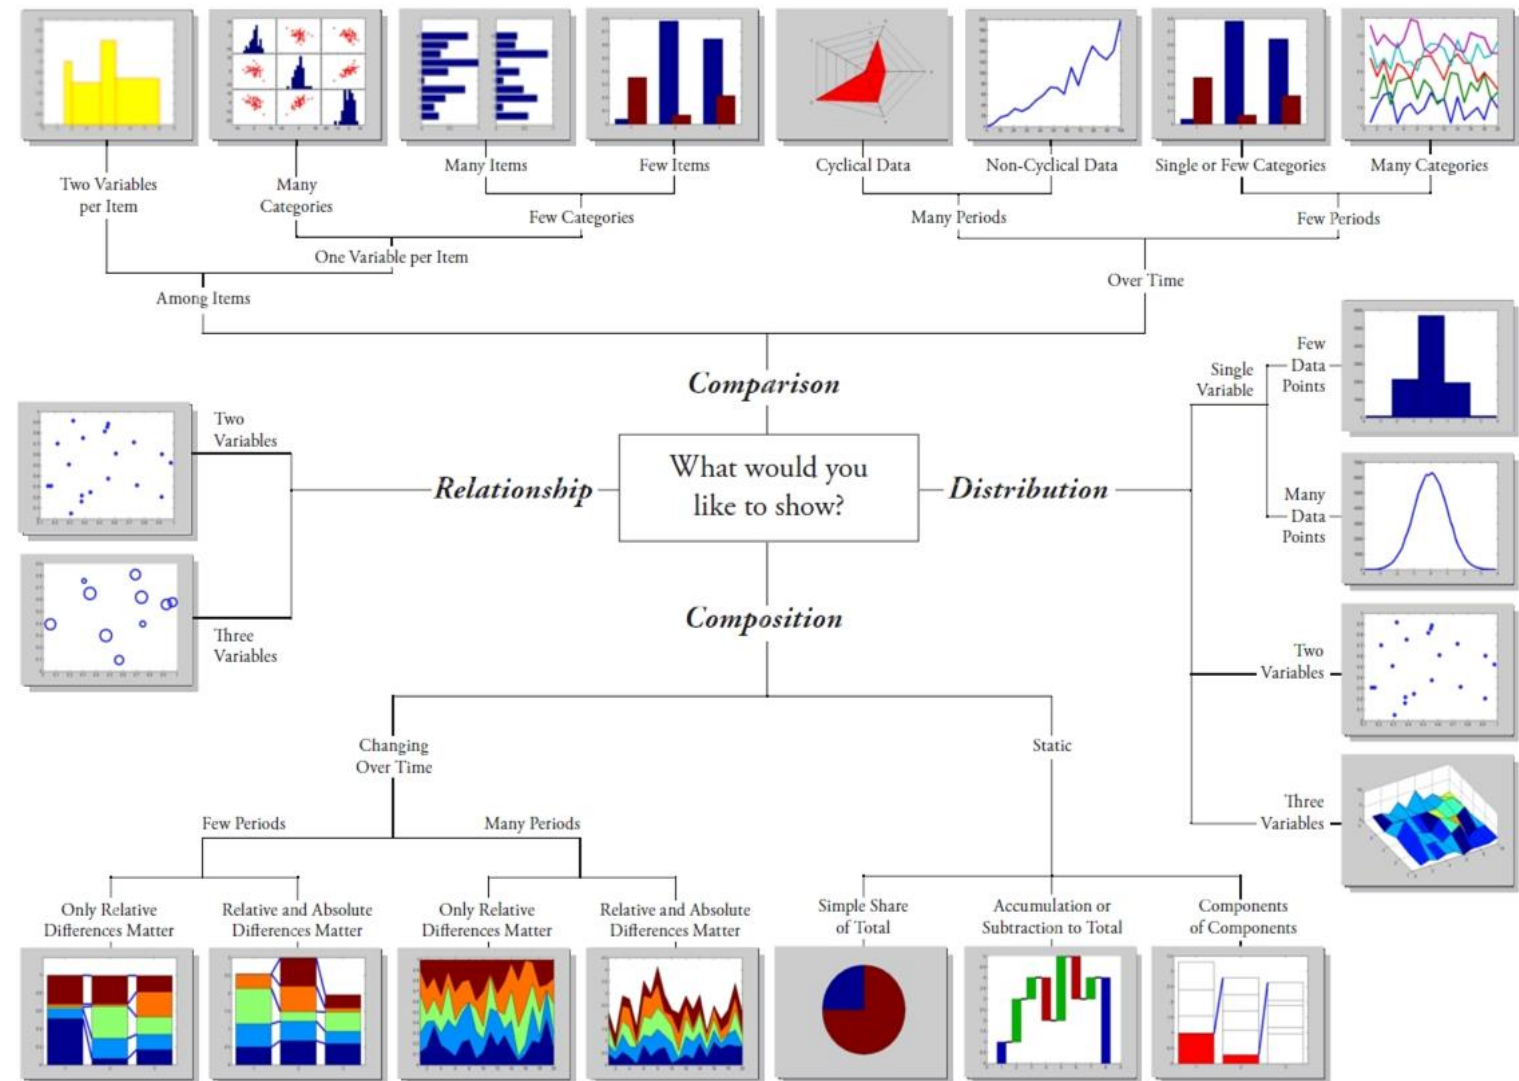 Two Variables
per Item
Many
Categories
Many Items
Few Items
Cyclical Data
Non-Cyclical Data
Single or Few Categories
Many Categories
Few Categories
Many Periods
Few Periods
One Variable per Item
Among Items
Over Time
Comparison
What would you
like to show?
Relationship
Two
Variables
Three
Variables
Distribution
Single
Variable
Few
Data
Points
Many
Data
Points
Two
Variables
Three
Variables
Composition
Changing
Over Time
Static
Few Periods
Many Periods
Only Relative
Differences Matter
Relative and Absolute
Differences Matter
Only Relative
Differences Matter
Relative and Absolute
Differences Matter
Simple Share
of Total
Accumulation or
Subtraction to Total
Components
of Components